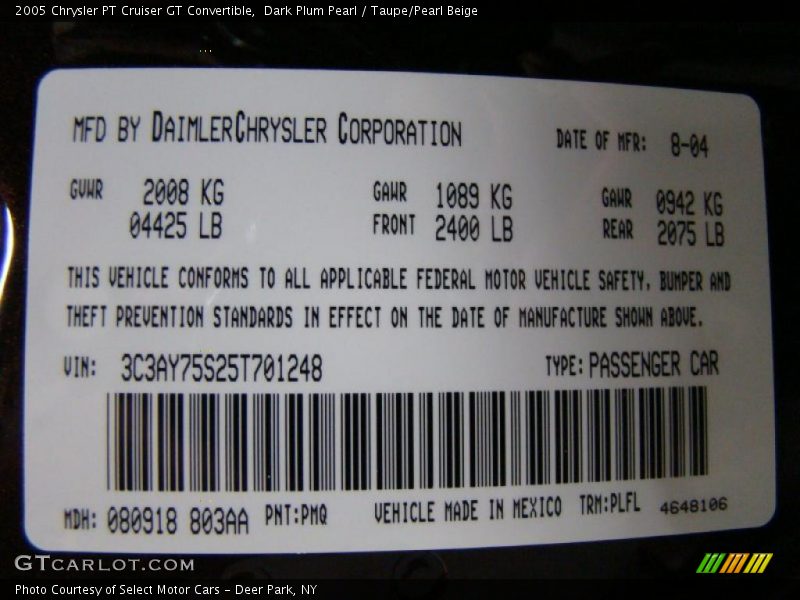 2005 Chrysler PT Cruiser GT Convertible,  Dark Plum Pearl / Taupe/Pearl Beige
MFD BY DAIMLERCHRYSLER CORPORATION DATE OF MFR: 8-04
GVWR 2008 KG GAWR 1089 KG GAWR 0942 KG
04425 LB FRONT 2400 LB REAR 2075 LB
THIS VEHICLE CONFORMS TO ALL APPLICABLE FEDERAL MOTOR VEHICLE SAFETY, BUMPER AND
THEFT PREVENTION STANDARDS IN EFFECT ON THE DATE OF MANUFACTURE SHOWN ABOVE.
VIN: 3C3AY75S25T701248 TYPE: PASSENGER CAR
MDH: 080918 803AA PNT:PMQ VEHICLE MADE IN MEXICO TRM:PLFL 4648106
GTCARLOT.COM
Photo Courtesy of Select Motor Cars - Deer Park, NY